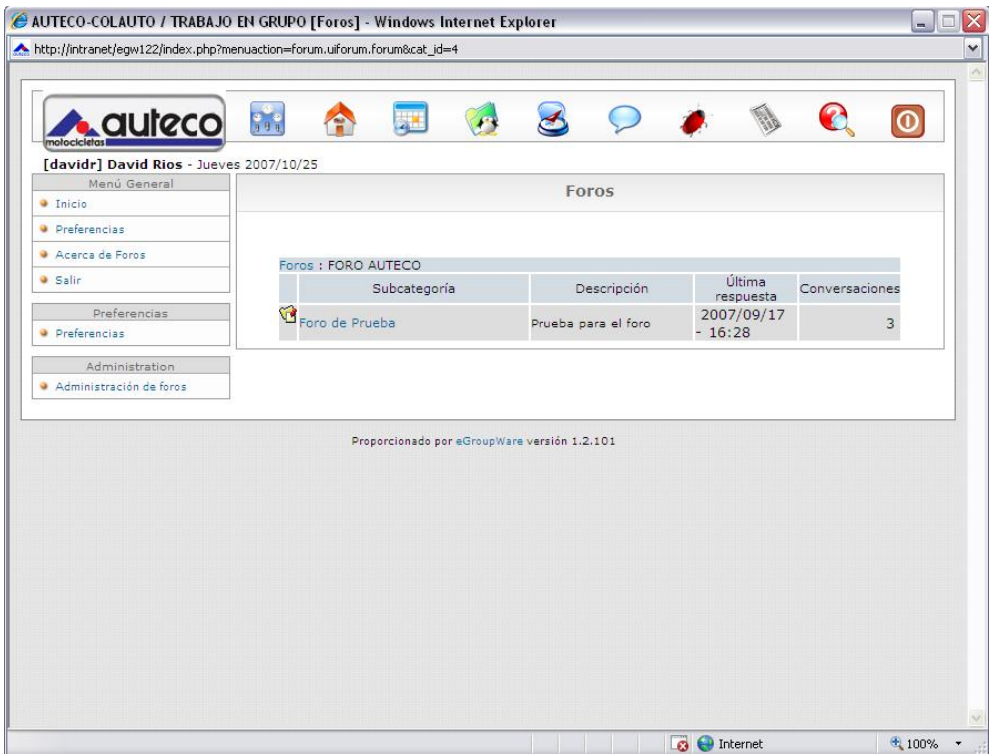 AUTECO-COLAUTO / TRABAJO EN GRUPO [Foros] - Windows Internet Explorer
http://intranet/egw122/index.php?menuaction=forum.uiforum.forum&cat_id=4
auteco
motocicletas
[davidr] David Rios - Jueves 2007/10/25
Menú General
Inicio
Preferencias
Acerca de Foros
Salir
Preferencias
Preferencias
Administration
Administración de foros
Foros
Foros : FORO AUTECO
Subcategoría Descripción Última respuesta Conversaciones
Foro de Prueba Prueba para el foro 2007/09/17 - 16:28 3
Proporcionado por eGroupWare versión 1.2.101
Internet 100%